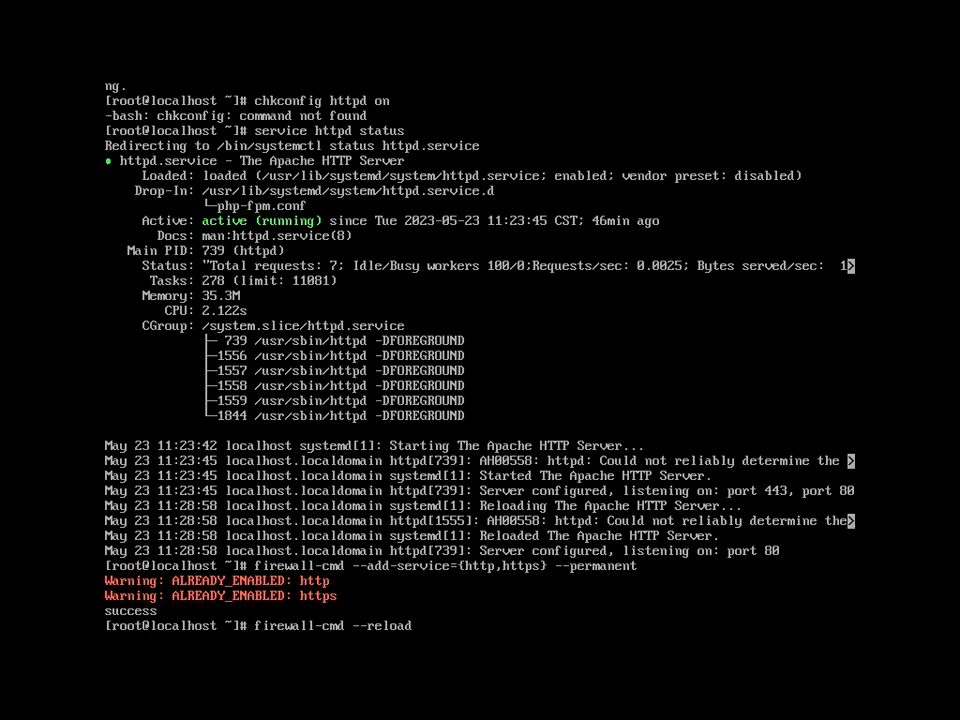 ng.
[root@localhost ~]# chkconfig httpd on
-bash: chkconfig: command not found
[root@localhost ~]# service httpd status
Redirecting to /bin/systemctl status httpd.service
● httpd.service - The Apache HTTP Server
     Loaded: loaded (/usr/lib/systemd/system/httpd.service; enabled; vendor preset: disabled)
    Drop-In: /usr/lib/systemd/system/httpd.service.d
             └─php-fpm.conf
     Active: active (running) since Tue 2023-05-23 11:23:45 CST; 46min ago
       Docs: man:httpd.service(8)
   Main PID: 739 (httpd)
     Status: "Total requests: 7; Idle/Busy workers 100/0;Requests/sec: 0.0025; Bytes served/sec:  1>
      Tasks: 278 (limit: 11081)
     Memory: 35.3M
        CPU: 2.122s
     CGroup: /system.slice/httpd.service
             ├─ 739 /usr/sbin/httpd -DFOREGROUND
             ├─1556 /usr/sbin/httpd -DFOREGROUND
             ├─1557 /usr/sbin/httpd -DFOREGROUND
             ├─1558 /usr/sbin/httpd -DFOREGROUND
             ├─1559 /usr/sbin/httpd -DFOREGROUND
             └─1844 /usr/sbin/httpd -DFOREGROUND
May 23 11:23:42 localhost systemd[1]: Starting The Apache HTTP Server...
May 23 11:23:45 localhost.localdomain httpd[739]: AH00558: httpd: Could not reliably determine the >
May 23 11:23:45 localhost.localdomain systemd[1]: Started The Apache HTTP Server.
May 23 11:23:45 localhost.localdomain httpd[739]: Server configured, listening on: port 443, port 80
May 23 11:28:58 localhost.localdomain systemd[1]: Reloading The Apache HTTP Server...
May 23 11:28:58 localhost.localdomain httpd[1555]: AH00558: httpd: Could not reliably determine the>
May 23 11:28:58 localhost.localdomain systemd[1]: Reloaded The Apache HTTP Server.
May 23 11:28:58 localhost.localdomain httpd[739]: Server configured, listening on: port 80
[root@localhost ~]# firewall-cmd --add-service={http,https} --permanent
Warning: ALREADY_ENABLED: http
Warning: ALREADY_ENABLED: https
success
[root@localhost ~]# firewall-cmd --reload